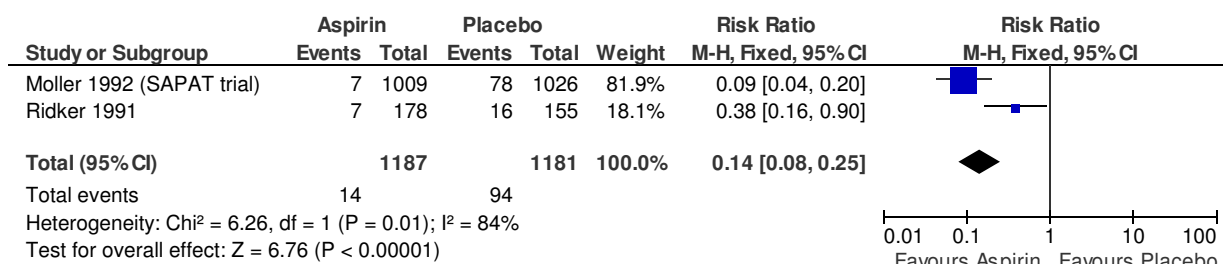 Aspirin Placebo Risk Ratio Risk Ratio
Study or Subgroup Events Total Events Total Weight M-H, Fixed, 95% CI M-H, Fixed, 95% CI
Moller 1992 (SAPAT trial) 7 1009 78 1026 81.9% 0.09 [0.04, 0.20]
Ridker 1991 7 178 16 155 18.1% 0.38 [0.16, 0.90]
Total (95% CI) 1187 1181 100.0% 0.14 [0.08, 0.25]
Total events 14 94
Heterogeneity: Chi² = 6.26, df = 1 (P = 0.01); I² = 84%
Test for overall effect: Z = 6.76 (P < 0.00001)
0.01 0.1 1 10 100
Favours Aspirin Favours Placebo